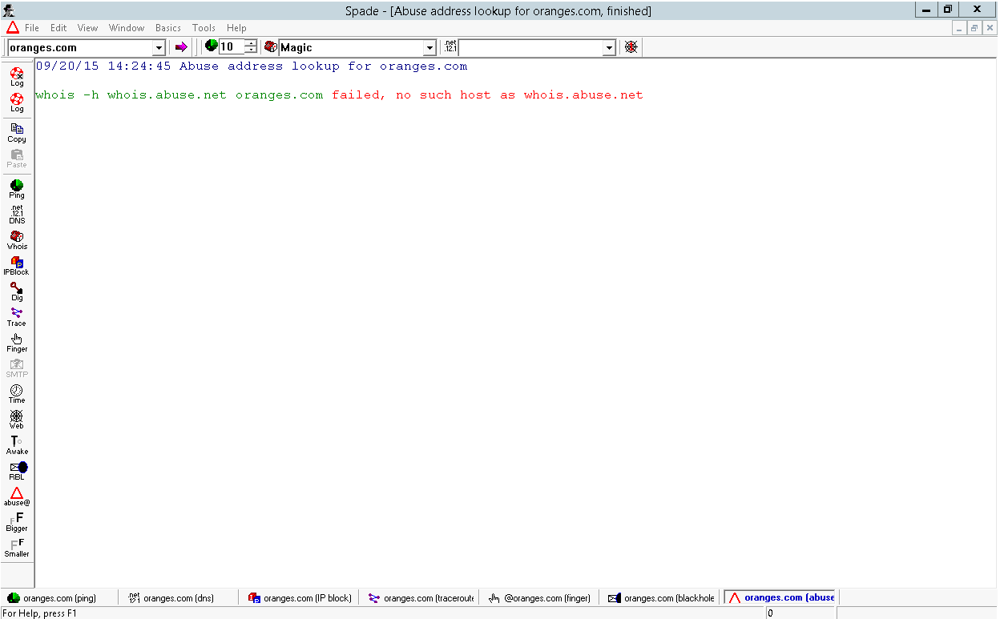 Spade - [Abuse address lookup for oranges.com, finished]
File Edit View Window Basics Tools Help
oranges.com 10 Magic .net 12.1
09/20/15 14:24:45 Abuse address lookup for oranges.com
whois -h whois.abuse.net oranges.com failed, no such host as whois.abuse.net
Log
Log
Copy
Paste
Ping
.net
.12.1
DNS
Whois
IPBlock
Dig
Trace
Finger
SMTP
Time
Web
Awake
RBL
abuse@
Bigger
Smaller
oranges.com (ping) .net 12.1 oranges.com (dns) oranges.com (IP block) oranges.com (traceroute @oranges.com (finger) oranges.com (blackhole oranges.com (abuse
For Help, press F1 0